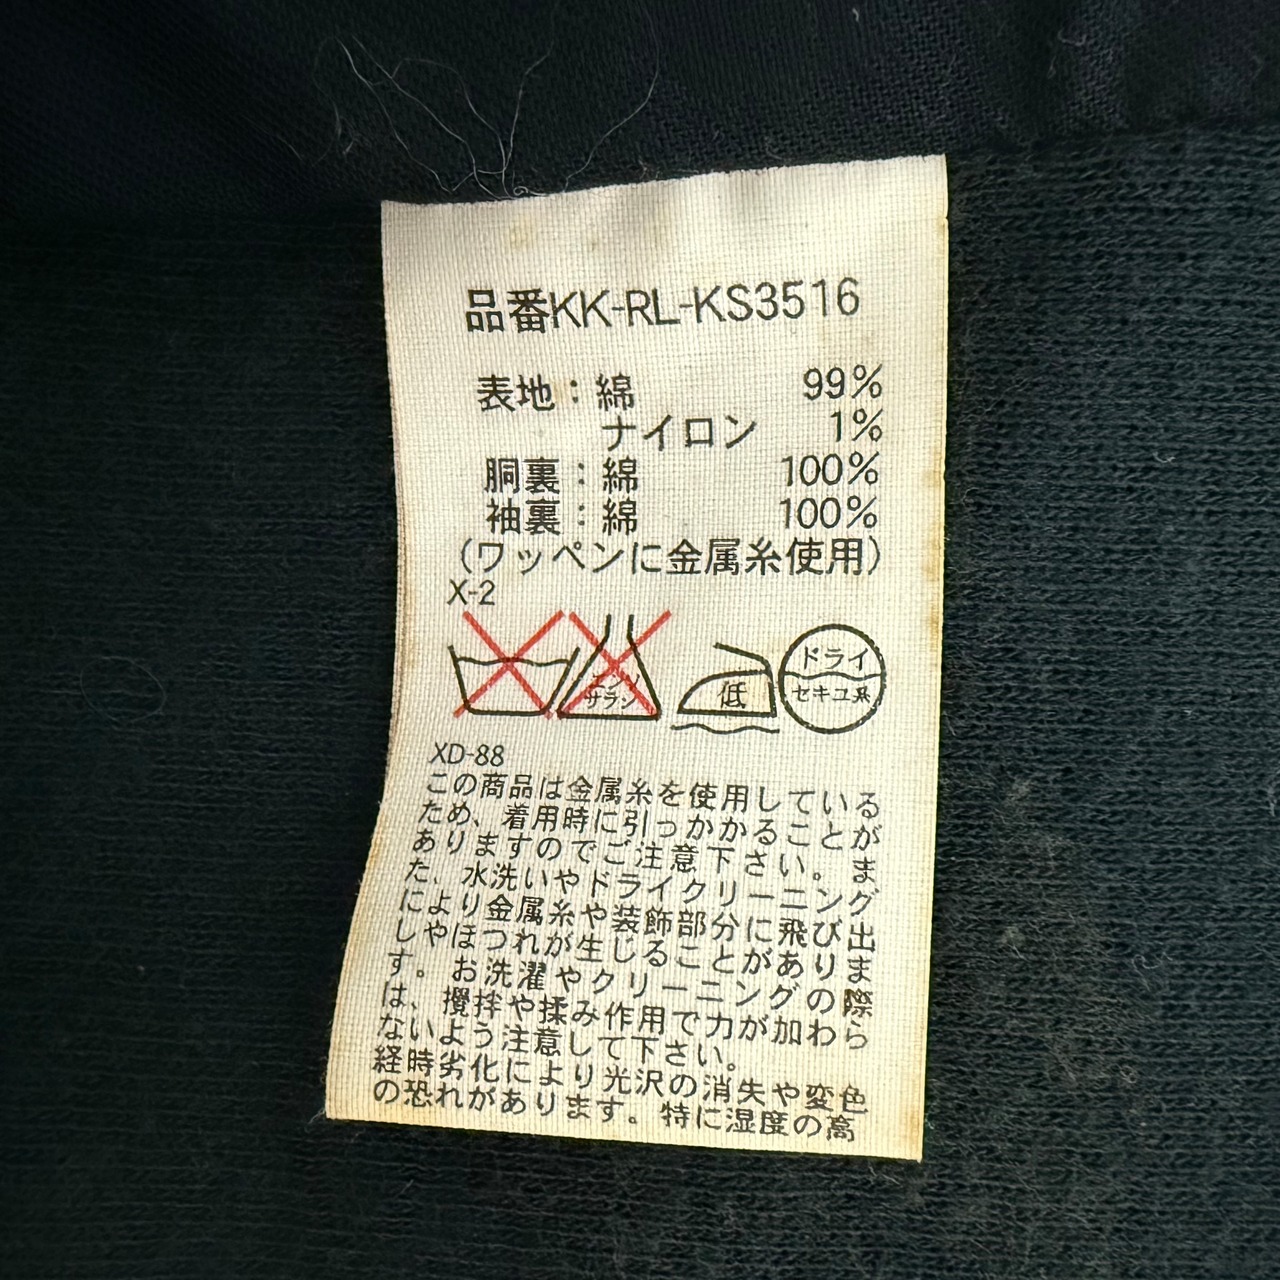 品番KK-RL-KS3516
表地：綿 99%
ナイロン 1%
胴裏：綿 100%
袖裏：綿 100%
(ワッペンに金属糸使用)
X-2
エンソ
サラシ
低
ドライ
セキユ系
XD-88
この商品は金属糸を使用している
ため、着用時に引っかかることが
ありますのでご注意下さい。ま
た、水洗いやドライクリーニング
により金属糸や装飾部分に飛び出
しやほつれが生じることがありま
す。お洗濯やクリーニングの際
は、攪拌や揉み作用で力が加わら
ないよう注意して下さい。
経時劣化により光沢の消失や変色
の恐れがあります。特に湿度の高